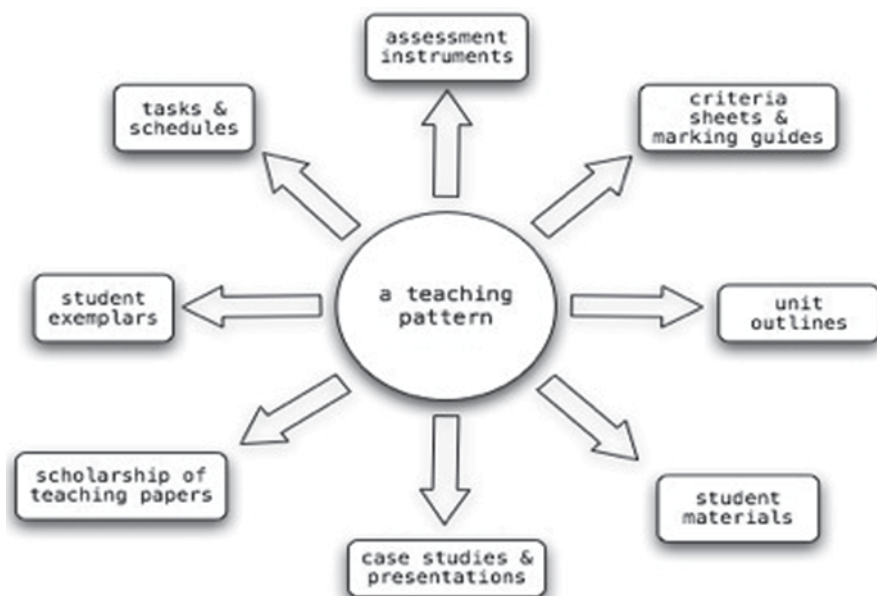 assessment
instruments
tasks &
schedules
criteria
sheets &
marking guides
student
exemplars
a teaching
pattern
unit
outlines
scholarship of
teaching papers
student
materials
case studies &
presentations